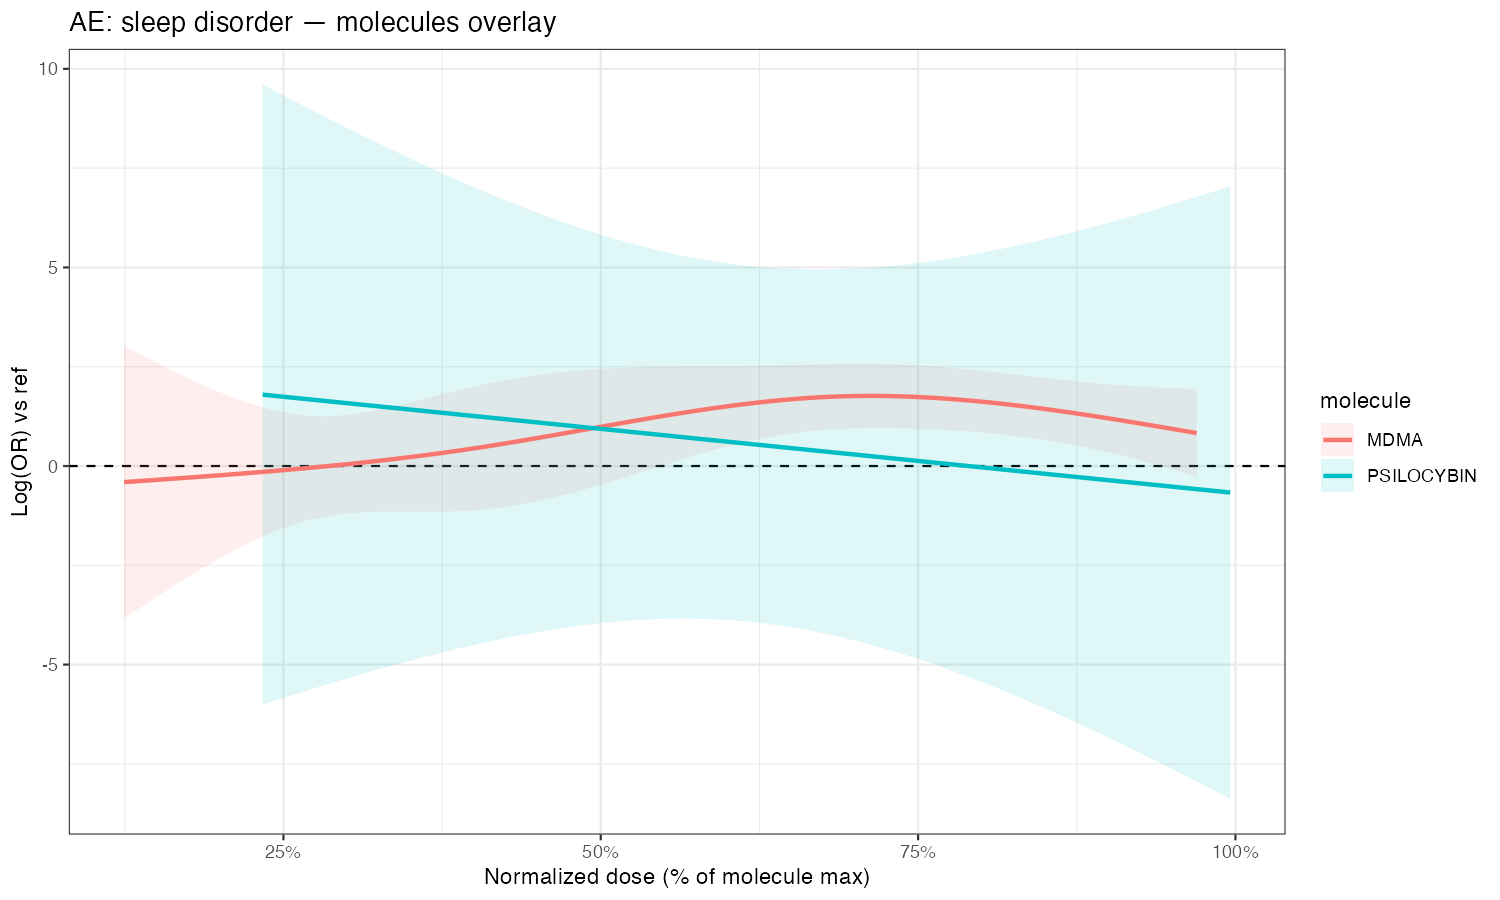 AE: sleep disorder — molecules overlay
Log(OR) vs ref
10
5
0
-5
25%
50%
75%
100%
Normalized dose (% of molecule max)
molecule
MDMA
PSILOCYBIN